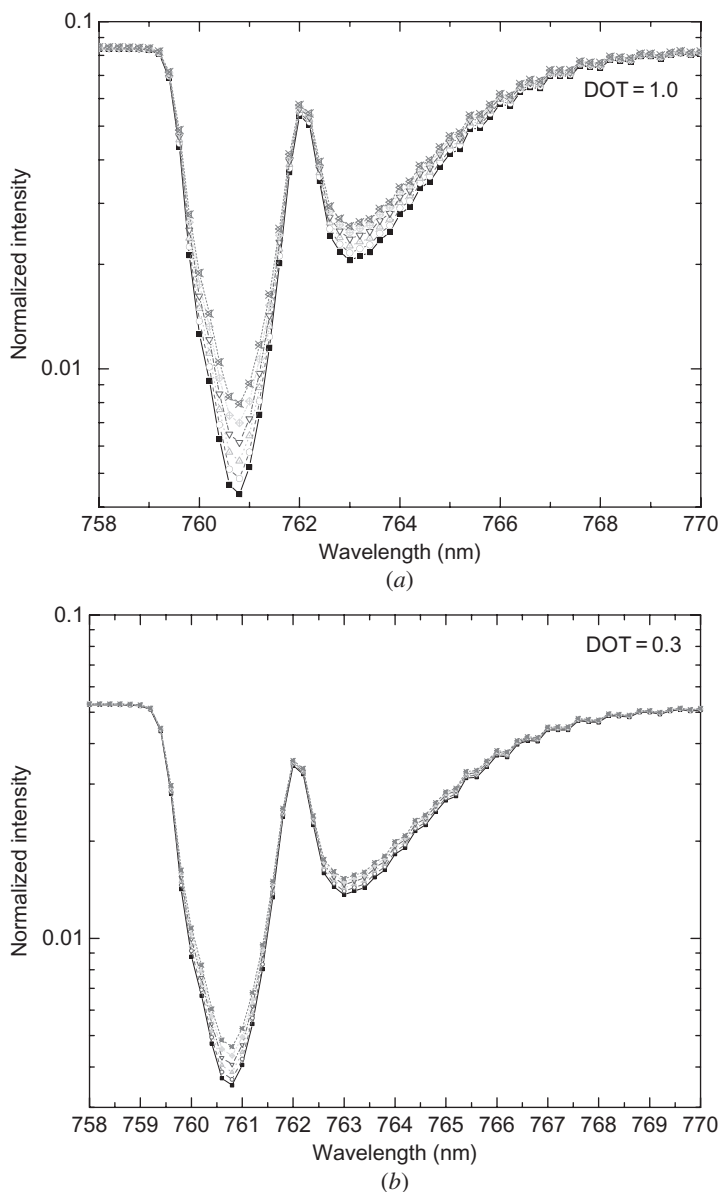 0.1
DOT = 1.0
Normalized intensity
0.01
758 760 762 764 766 768 770
Wavelength (nm)
(a)
0.1
DOT = 0.3
Normalized intensity
0.01
758 759 760 761 762 763 764 765 766 767 768 769 770
Wavelength (nm)
(b)